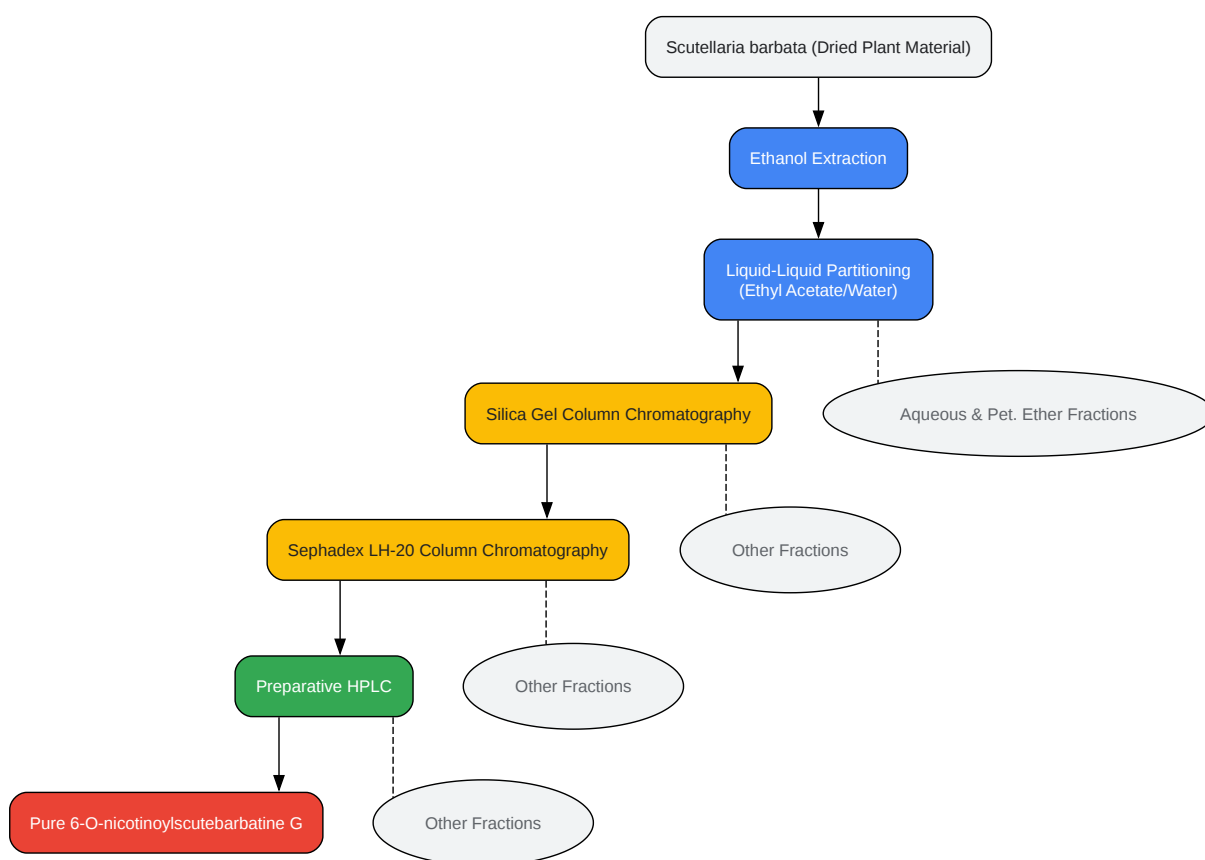 Scutellaria barbata (Dried Plant Material)
Ethanol Extraction
Liquid-Liquid Partitioning
(Ethyl Acetate/Water)
Silica Gel Column Chromatography
Aqueous & Pet. Ether Fractions
Sephadex LH-20 Column Chromatography
Other Fractions
Preparative HPLC
Other Fractions
Pure 6-O-nicotinoylscutebarbatine G
Other Fractions